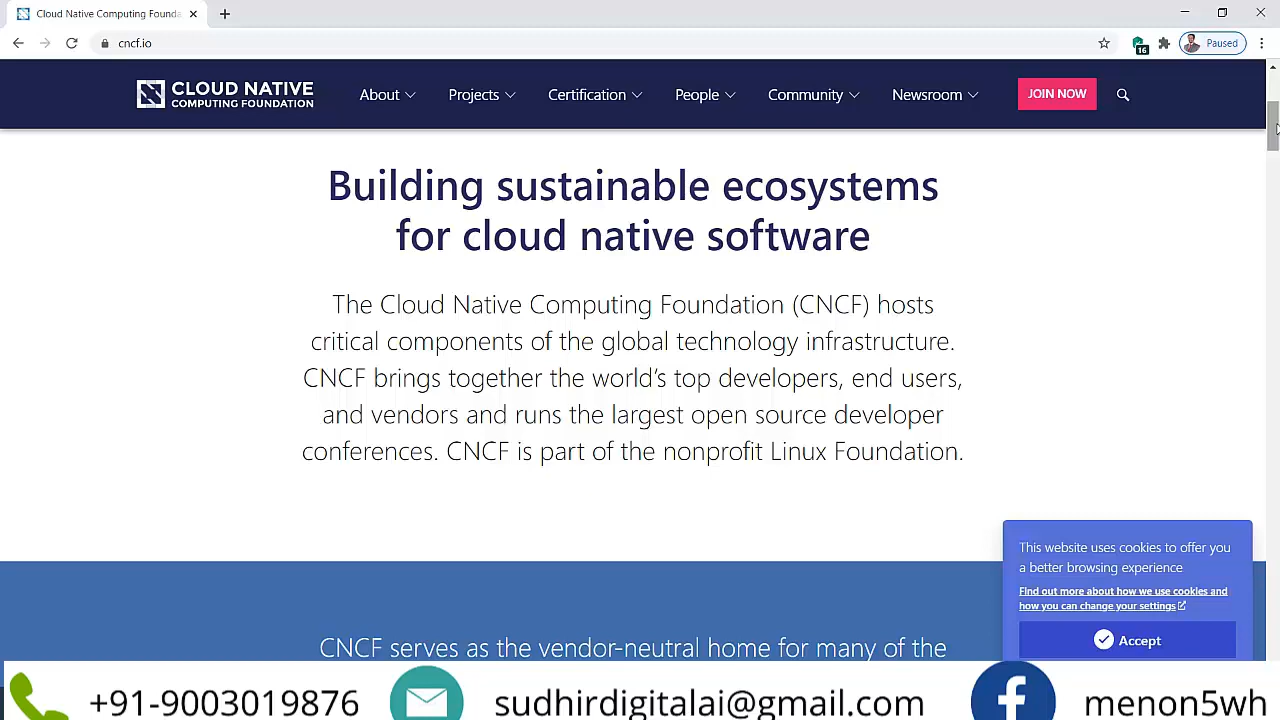 Cloud Native Computing Founda
cncf.io
16
Paused
CLOUD NATIVE
COMPUTING FOUNDATION
About
Projects
Certification
People
Community
Newsroom
JOIN NOW
Building sustainable ecosystems
for cloud native software
The Cloud Native Computing Foundation (CNCF) hosts
critical components of the global technology infrastructure.
CNCF brings together the world’s top developers, end users,
and vendors and runs the largest open source developer
conferences. CNCF is part of the nonprofit Linux Foundation.
This website uses cookies to offer you
a better browsing experience
Find out more about how we use cookies and
how you can change your settings
Accept
CNCF serves as the vendor-neutral home for many of the
+91-9003019876
sudhirdigitalai@gmail.com
menon5wh